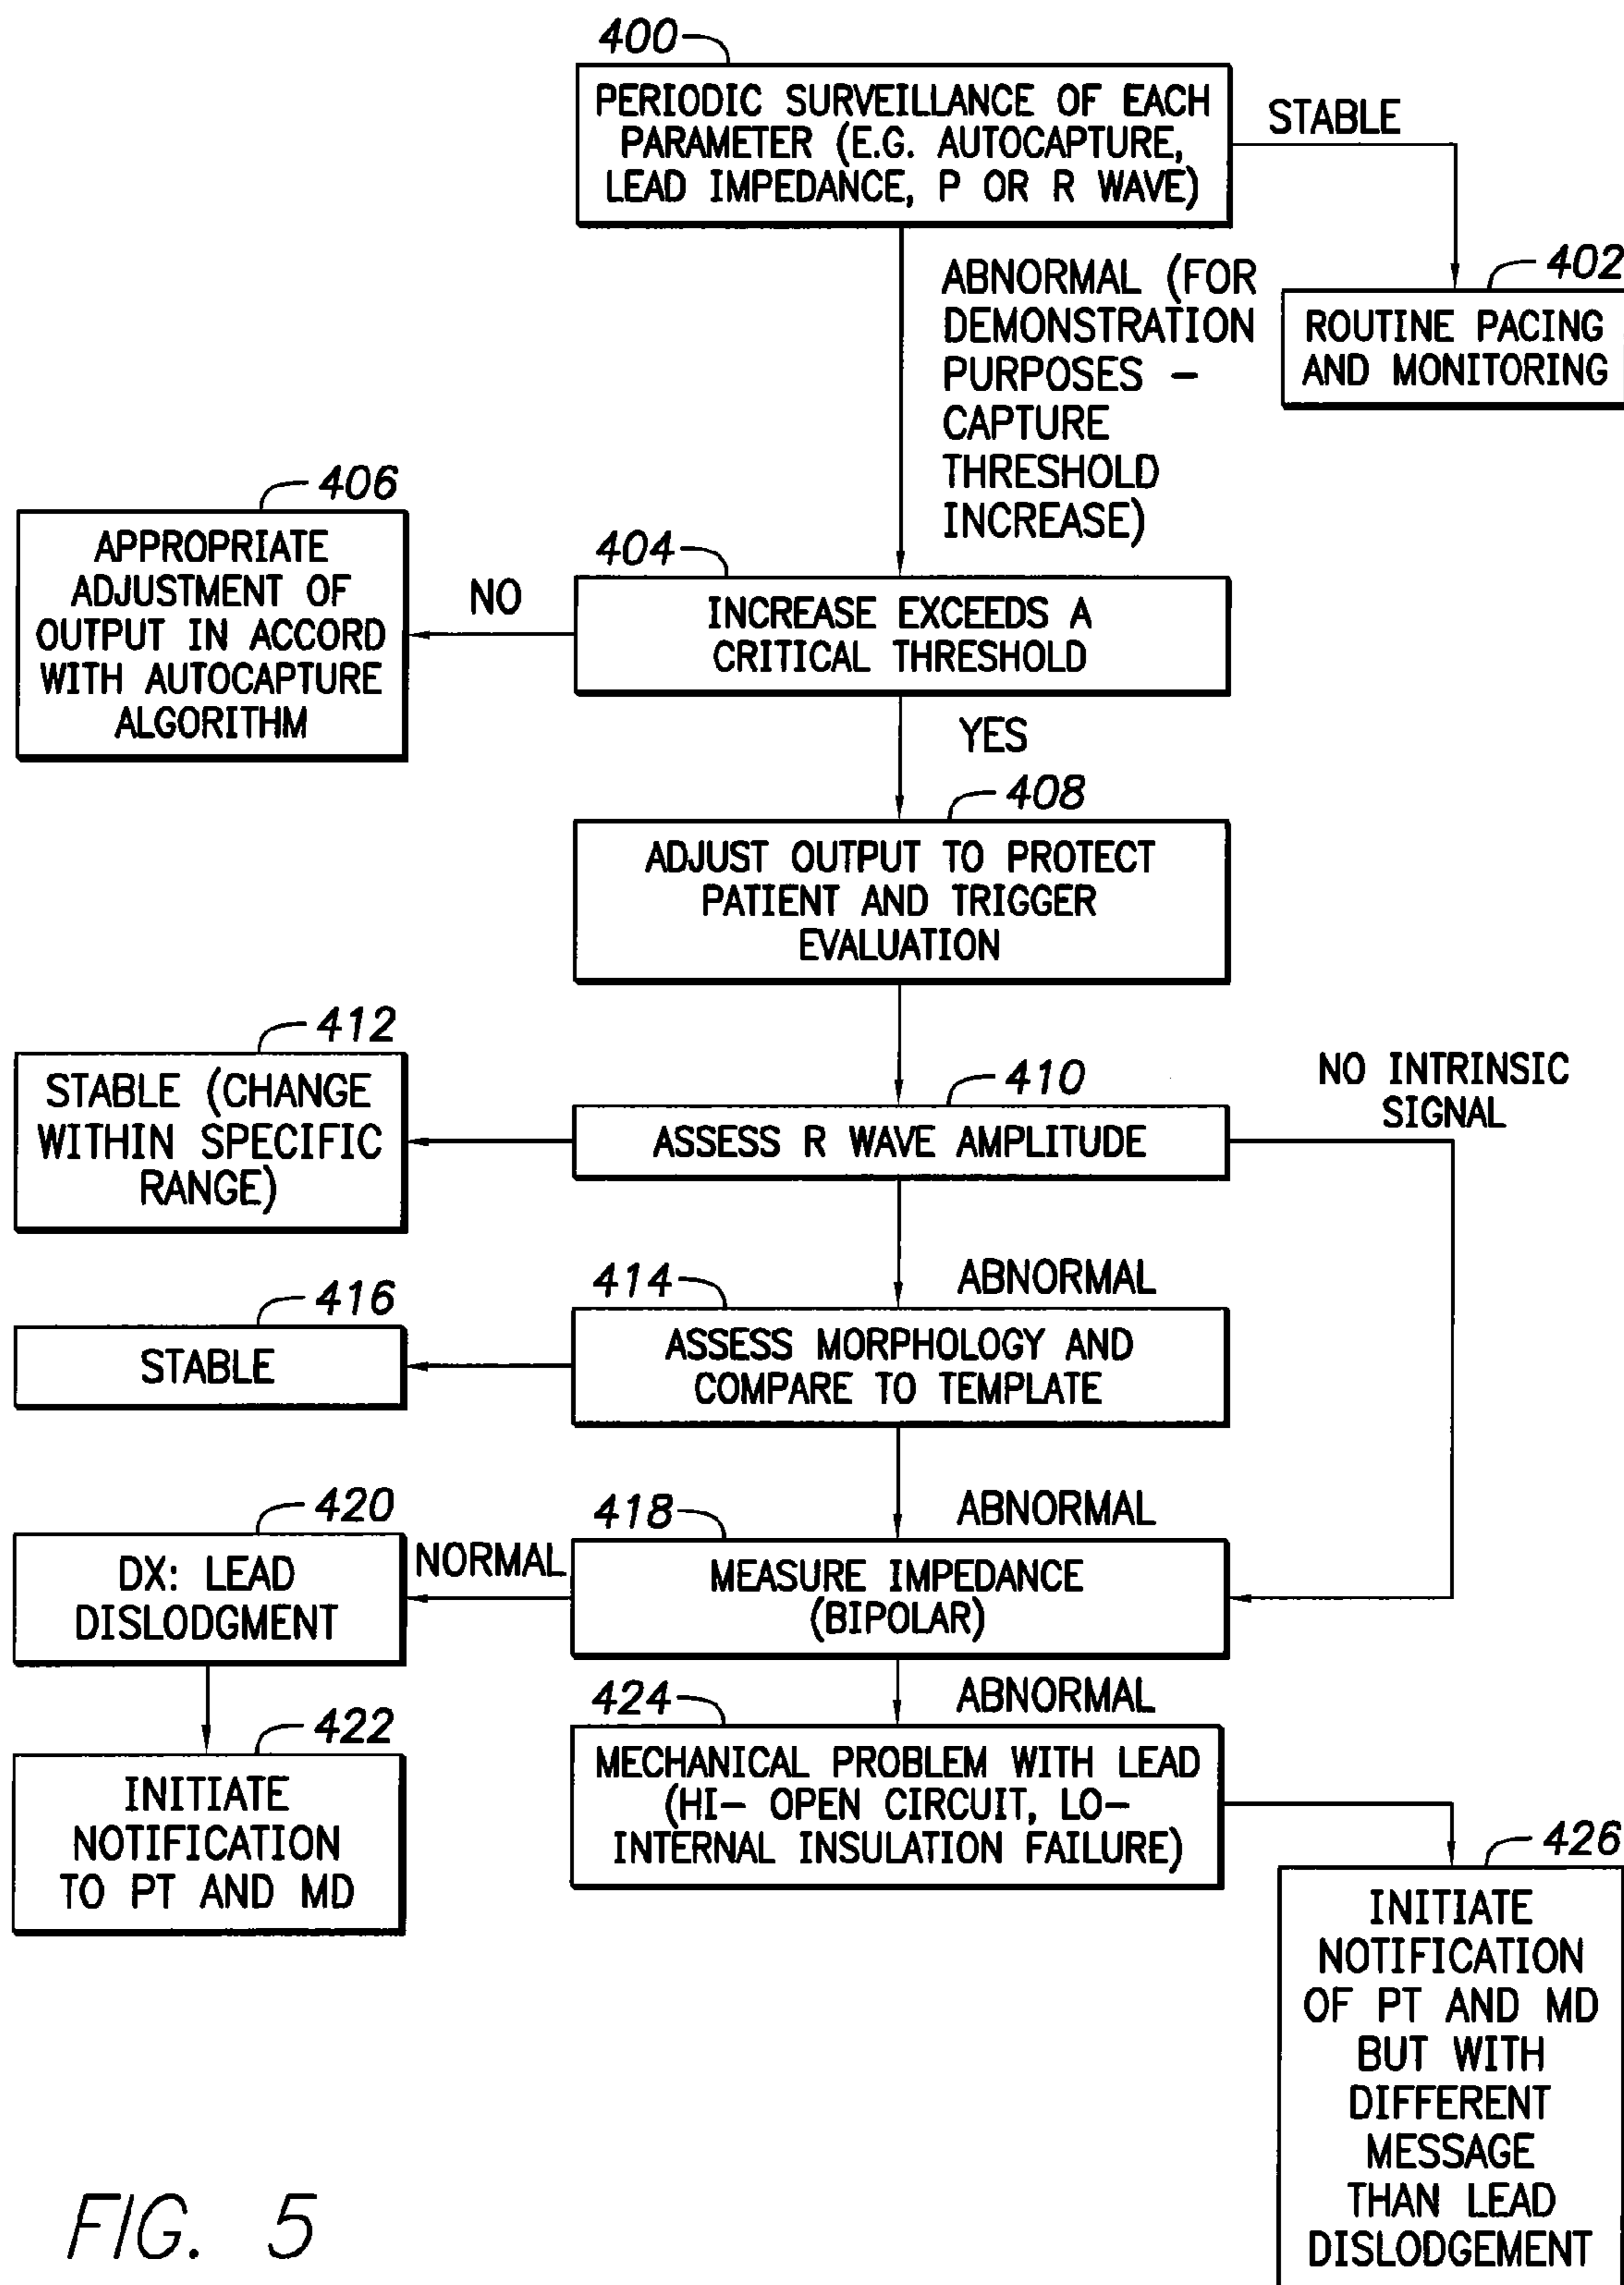 400
PERIODIC SURVEILLANCE OF EACH
PARAMETER (E.G. AUTOCAPTURE,
LEAD IMPEDANCE, P OR R WAVE)
STABLE
402
ROUTINE PACING
AND MONITORING
ABNORMAL (FOR
DEMONSTRATION
PURPOSES –
CAPTURE
THRESHOLD
INCREASE)
404
INCREASE EXCEEDS A
CRITICAL THRESHOLD
NO
406
APPROPRIATE
ADJUSTMENT OF
OUTPUT IN ACCORD
WITH AUTOCAPTURE
ALGORITHM
YES
408
ADJUST OUTPUT TO PROTECT
PATIENT AND TRIGGER
EVALUATION
410
ASSESS R WAVE AMPLITUDE
412
STABLE (CHANGE
WITHIN SPECIFIC
RANGE)
NO INTRINSIC
SIGNAL
ABNORMAL
414
ASSESS MORPHOLOGY AND
COMPARE TO TEMPLATE
416
STABLE
ABNORMAL
418
MEASURE IMPEDANCE
(BIPOLAR)
NORMAL
420
DX: LEAD
DISLODGMENT
422
INITIATE
NOTIFICATION
TO PT AND MD
ABNORMAL
424
MECHANICAL PROBLEM WITH LEAD
(HI– OPEN CIRCUIT, LO–
INTERNAL INSULATION FAILURE)
426
INITIATE
NOTIFICATION
OF PT AND MD
BUT WITH
DIFFERENT
MESSAGE
THAN LEAD
DISLODGEMENT
FIG. 5